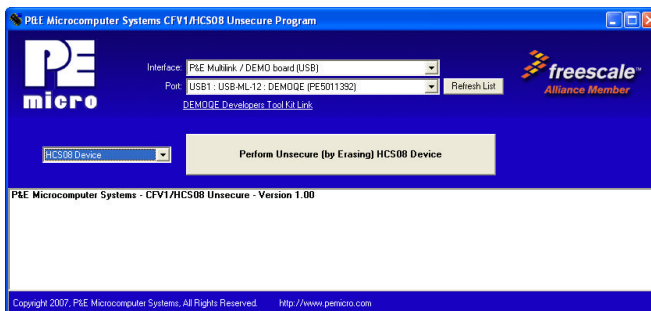 P&E Microcomputer Systems CFV1/HCS08 Unsecure Program
PE
micro
Interface: P&E Multilink / DEMO board (USB)
Port: USB1 : USB-ML-12 : DEMOQE (PE5011392)
Refresh List
DEMOQE Developers Tool Kit Link
freescale™
Alliance Member
HCS08 Device
Perform Unsecure (by Erasing) HCS08 Device
P&E Microcomputer Systems - CFV1/HCS08 Unsecure - Version 1.00
Copyright 2007, P&E Microcomputer Systems, All Rights Reserved. http://www.pemicro.com